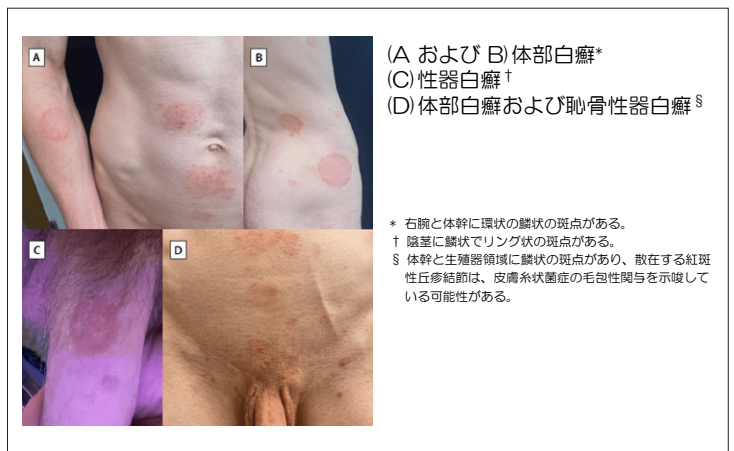 A
B
(A および B)体部白癬*
(C)性器白癬†
(D)体部白癬および恥骨性器白癬§
* 右腕と体幹に環状の鱗状の斑点がある。
† 陰茎に鱗状でリング状の斑点がある。
§ 体幹と生殖器領域に鱗状の斑点があり、散在する紅斑
性丘疹結節は、皮膚糸状菌症の毛包性関与を示唆して
いる可能性がある。
C
D